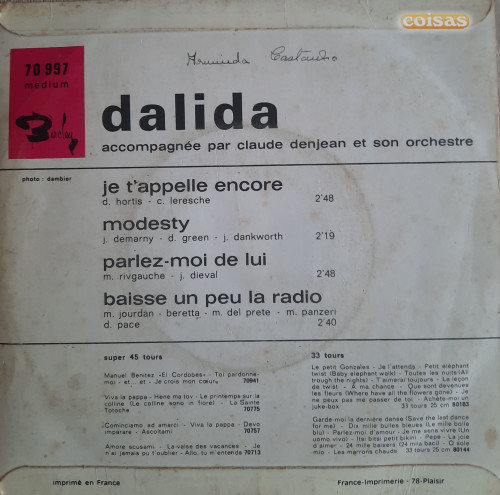 coisas
70 997
medium
Barclay
Arminda Castanho
dalida
accompagnée par claude denjean et son orchestre
photo : dambier
je t'appelle encore
d. hortis - c. leresche 2'48
modesty
j. demarny - d. green - j. dankworth 2'19
parlez-moi de lui
m. rivgauche - j. dieval 2'48
baisse un peu la radio
m. jourdan - beretta - m. del prete - m. panzeri
d. pace 2'40
super 45 tours
Manuel Benitez «El Cordobes» - Toi pardonne-
moi - et... et - Je crois mon cœur. 70641
Viva la pappa - Hene ma tov - Le printemps sur la
colline (Le colline sono in fiore) - La Sainte
Totoche 70775
Cominciamo ad amarci - Viva la pappa - Devo
imparare - Ascoltami 70757
Amore scusami - La valse des vacances - Je
n'ai jamais pu t'oublier - Allo, tu m'entends 70713
33 tours
Le petit Gonzales - Je l'attends - Petit éléphant
twist (Baby elephant walk) - Toutes les nuits (All
trough the nights) - T'aimerai toujours - La leçon
de twist - A ma chance - Que sont devenues
les fleurs (Where have all the flowers gone) - Je
ne peux pas me passer de toi - Achète-moi un
juke-box 33 tours 25 cm 80183
Garde-moi la dernière danse (Save the last dance
for me) - Dix mille bulles bleues (Le mille bolle
blu) - Parlez-moi d'amour - Je me sens vivre (Un
uomo vivo) - Itsi bitsi petit bikini - Pepe - La joie
d'aimer - 24 mille baisers (24 mila baci) - O sole
mio - Les marrons chauds 33 tours 25 cm 80144
imprimé en France
France-Imprimerie - 78-Plaisir